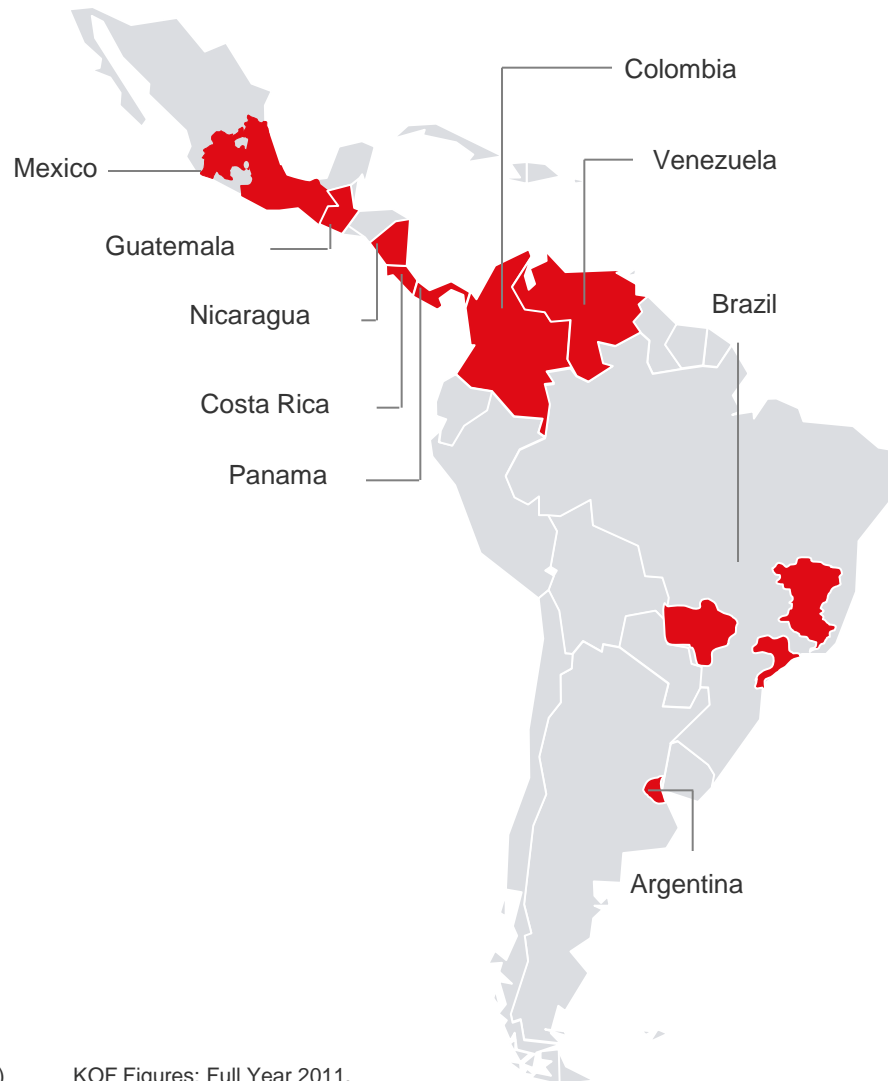 Colombia
Mexico
Venezuela
Guatemala
Nicaragua
Brazil
Costa Rica
Panama
Argentina
) KOF Figures: Full Year 2011.